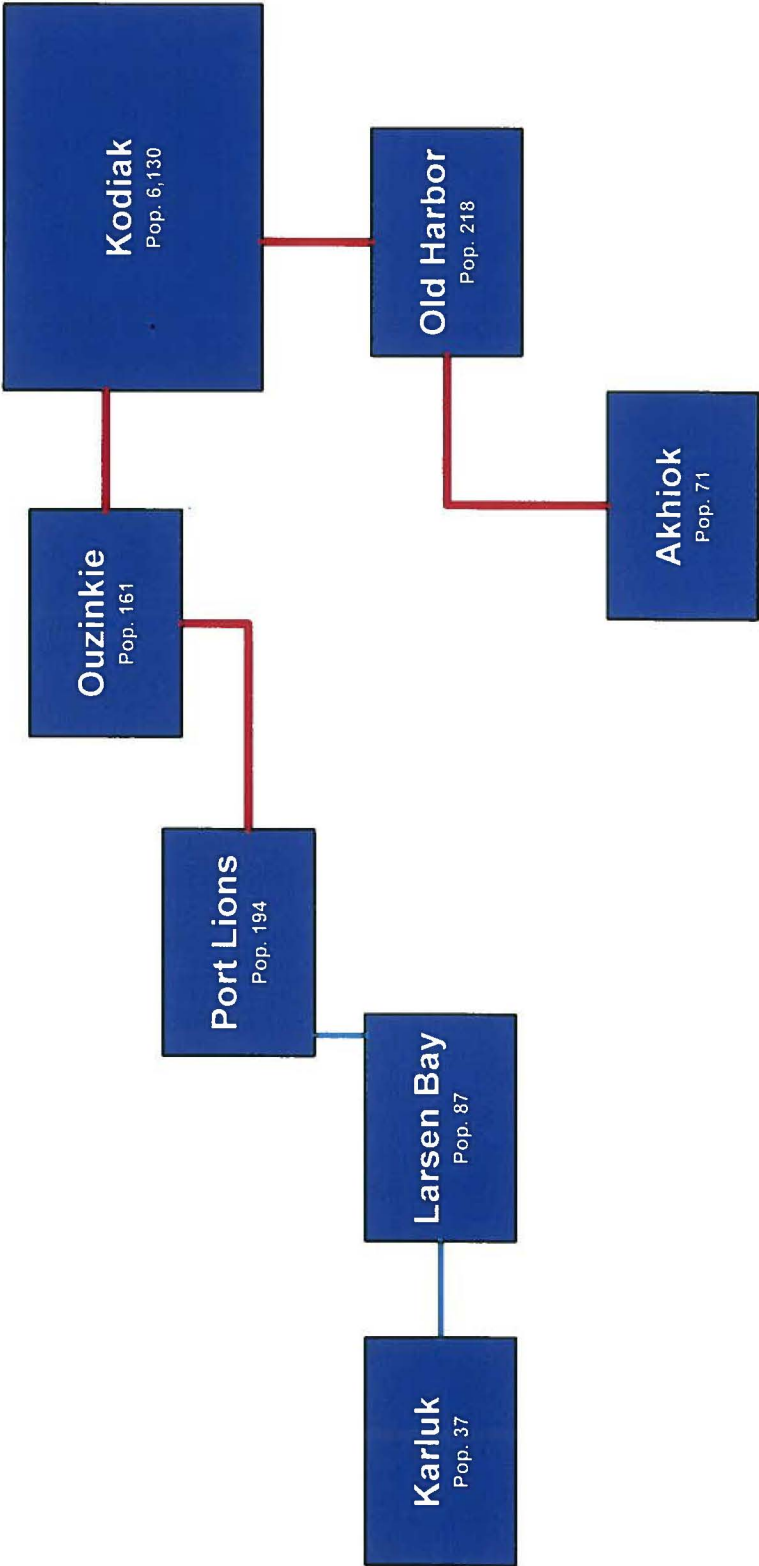 Kodiak
Pop. 6,130
Old Harbor
Pop. 218
Ouzinkie
Pop. 161
Akhiok
Pop. 71
Port Lions
Pop. 194
Larsen Bay
Pop. 87
Karluk
Pop. 37